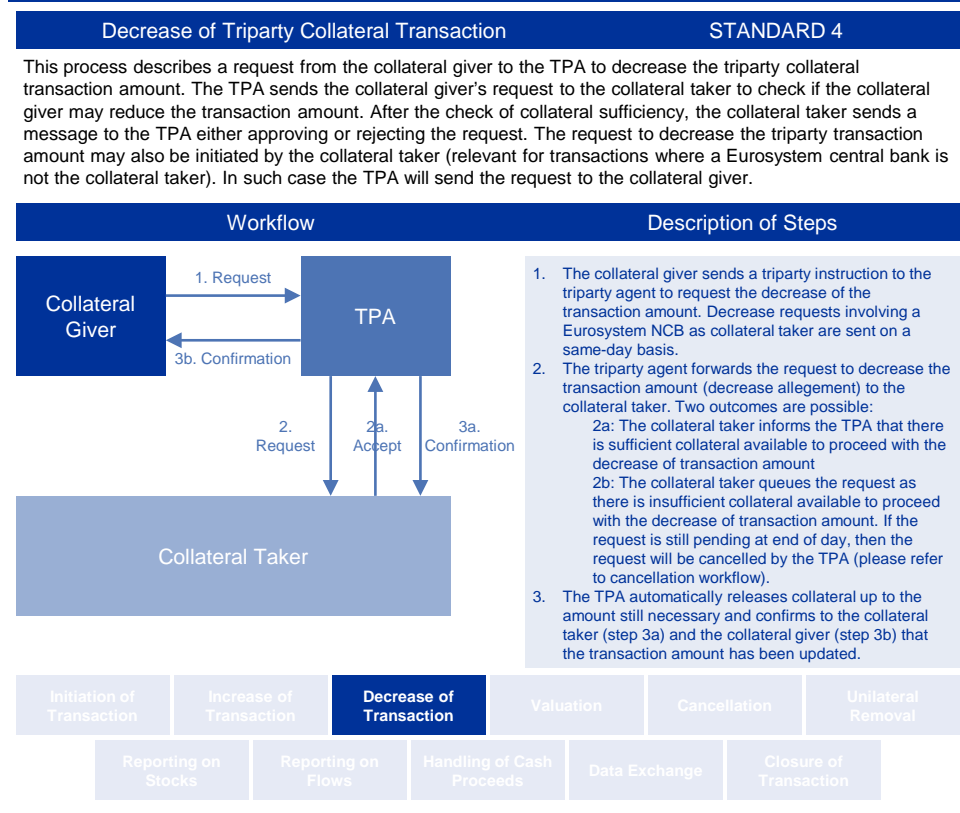 Decrease of Triparty Collateral Transaction
STANDARD 4
This process describes a request from the collateral giver to the TPA to decrease the triparty collateral
transaction amount. The TPA sends the collateral giver's request to the collateral taker to check if the collateral
giver may reduce the transaction amount. After the check of collateral sufficiency, the collateral taker sends a
message to the TPA either approving or rejecting the request. The request to decrease the triparty transaction
amount may also be initiated by the collateral taker (relevant for transactions where a Eurosystem central bank is
not the collateral taker). In such case the TPA will send the request to the collateral giver.
Workflow
Collateral
Giver
1. Request
3b. Confirmation
TPA
2.
Request
2a.
Accept
3a.
Confirmation
Collateral Taker
Description of Steps
1. The collateral giver sends a triparty instruction to the
triparty agent to request the decrease of the
transaction amount. Decrease requests involving a
Eurosystem NCB as collateral taker are sent on a
same-day basis.
2. The triparty agent forwards the request to decrease the
transaction amount (decrease allegement) to the
collateral taker. Two outcomes are possible:
2a: The collateral taker informs the TPA that there
is sufficient collateral available to proceed with the
decrease of transaction amount
2b: The collateral taker queues the request as
there is insufficient collateral available to proceed
with the decrease of transaction amount. If the
request is still pending at end of day, then the
request will be cancelled by the TPA (please refer
to cancellation workflow).
3. The TPA automatically releases collateral up to the
amount still necessary and confirms to the collateral
taker (step 3a) and the collateral giver (step 3b) that
the transaction amount has been updated.
Initiation of
Transaction
Increase of
Transaction
Decrease of
Transaction
Valuation
Cancellation
Unilateral
Removal
Reporting on
Stocks
Reporting on
Flows
Handling of Cash
Proceeds
Data Exchange
Closure of
Transaction